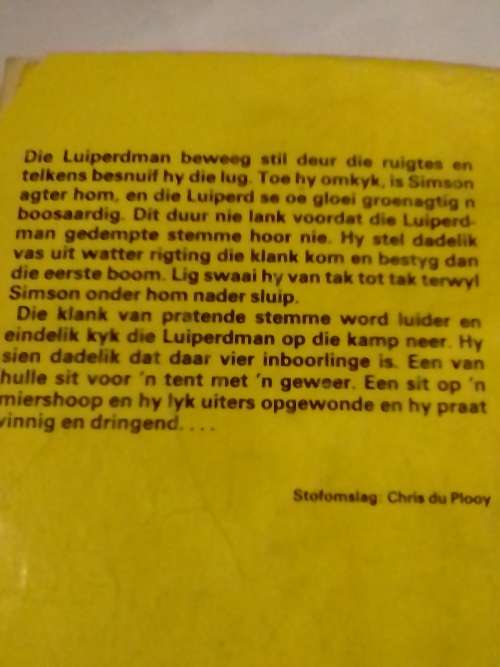 Die Luiperdman beweeg stil deur die ruigtes en
telkens besnuif hy die lug. Toe hy omkyk, is Simson
agter hom, en die Luiperd se oe gloei groenagtig n
boosaardig. Dit duur nie lank voordat die Luiperd-
man gedempte stemme hoor nie. Hy stel dadelik
vas uit watter rigting die klank kom en bestyg dan
die eerste boom. Lig swaai hy van tak tot tak terwyl
Simson onder hom nader sluip.
Die klank van pratende stemme word luider en
eindelik kyk die Luiperdman op die kamp neer. Hy
sien dadelik dat daar vier inboorlinge is. Een van
hulle sit voor 'n tent met 'n geweer. Een sit op 'n
miershoop en hy lyk uiters opgewonde en hy praat
vinnig en dringend....
Stofomslag: Chris du Plooy